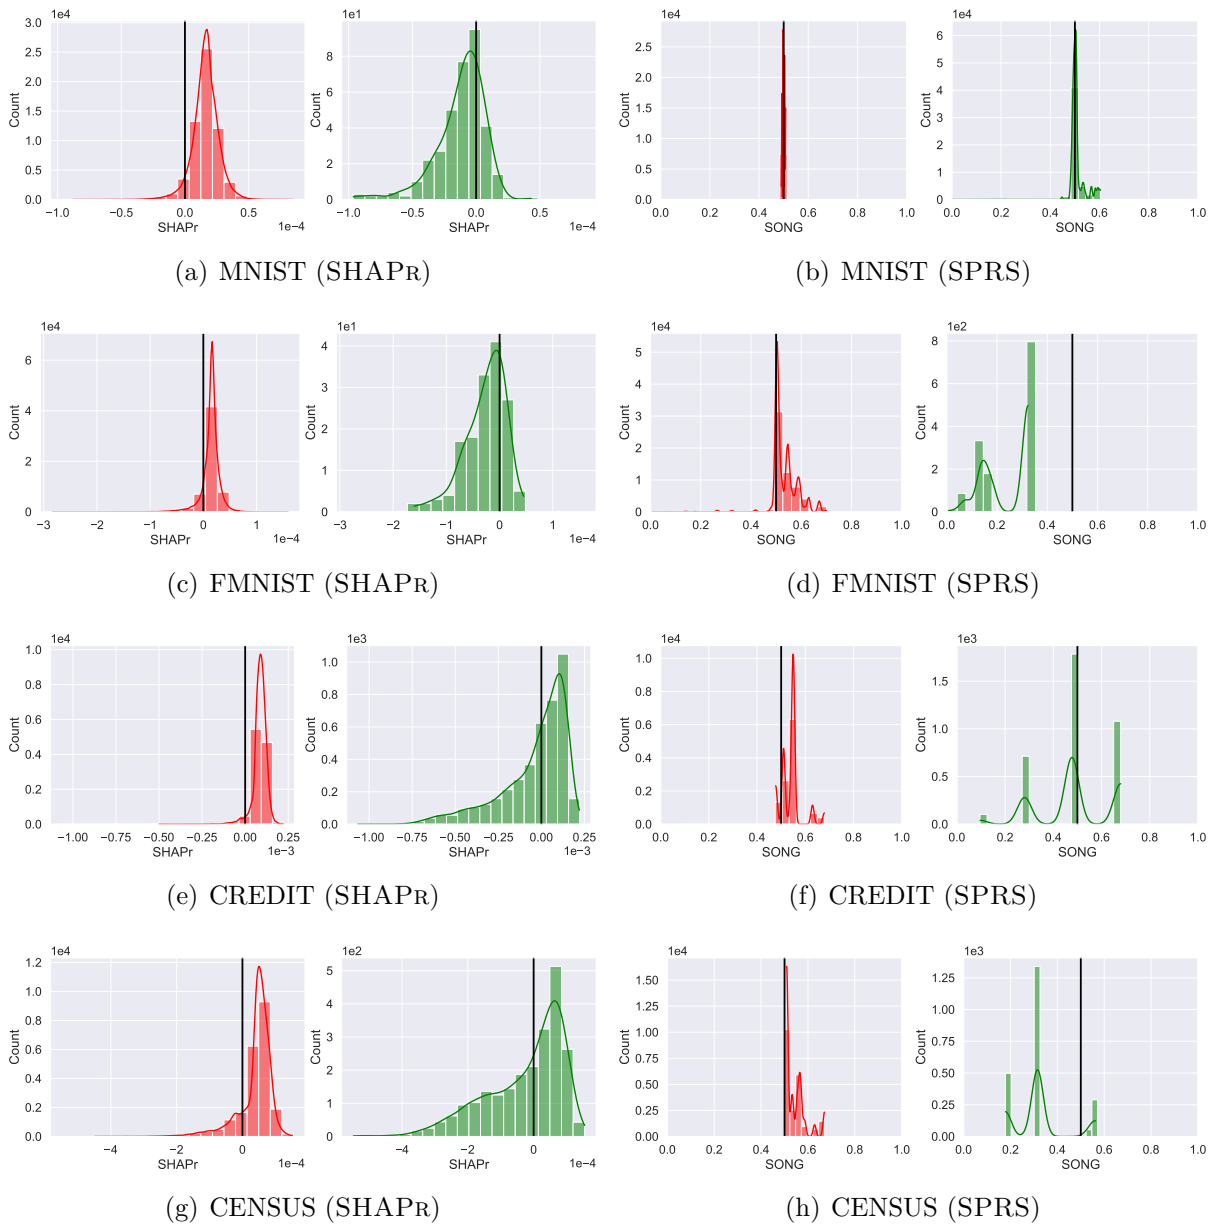 1e4
3.0
2.5
2.0
1.5
1.0
0.5
0.0
Count
−1.0 −0.5 0.0 0.5
SHAPr
1e−4
1e1
8
6
4
2
0
Count
−1.0 −0.5 0.0 0.5
SHAPr
1e−4
(a) MNIST (SHAPr)
1e4
2.5
2.0
1.5
1.0
0.5
0.0
Count
0.0 0.2 0.4 0.6 0.8 1.0
SONG
1e4
6
5
4
3
2
1
0
Count
0.0 0.2 0.4 0.6 0.8 1.0
SONG
(b) MNIST (SPRS)
1e4
6
4
2
0
Count
−3 −2 −1 0 1
SHAPr
1e−4
1e1
4
3
2
1
0
Count
−3 −2 −1 0 1
SHAPr
1e−4
(c) FMNIST (SHAPr)
1e4
5
4
3
2
1
0
Count
0.0 0.2 0.4 0.6 0.8 1.0
SONG
1e2
8
6
4
2
0
Count
0.0 0.2 0.4 0.6 0.8 1.0
SONG
(d) FMNIST (SPRS)
1e4
1.0
0.8
0.6
0.4
0.2
0.0
Count
−1.00 −0.75 −0.50 −0.25 0.00 0.25
SHAPr
1e−3
1e3
1.0
0.8
0.6
0.4
0.2
0.0
Count
−1.00 −0.75 −0.50 −0.25 0.00 0.25
SHAPr
1e−3
(e) CREDIT (SHAPr)
1e4
1.0
0.8
0.6
0.4
0.2
0.0
Count
0.0 0.2 0.4 0.6 0.8 1.0
SONG
1e3
1.5
1.0
0.5
0.0
Count
0.0 0.2 0.4 0.6 0.8 1.0
SONG
(f) CREDIT (SPRS)
1e4
1.2
1.0
0.8
0.6
0.4
0.2
0.0
Count
−4 −2 0
SHAPr
1e−4
1e2
5
4
3
2
1
0
Count
−4 −2 0
SHAPr
1e−4
(g) CENSUS (SHAPr)
1e4
1.50
1.25
1.00
0.75
0.50
0.25
0.00
Count
0.0 0.2 0.4 0.6 0.8 1.0
SONG
1e3
1.25
1.00
0.75
0.50
0.25
0.00
Count
0.0 0.2 0.4 0.6 0.8 1.0
SONG
(h) CENSUS (SPRS)